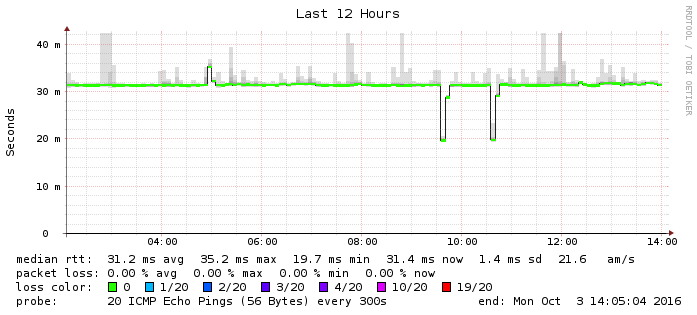 Last 12 Hours
RRDTOOL / TOBI OETIKER
Seconds
40 m
30 m
20 m
10 m
0
04:00 06:00 08:00 10:00 12:00 14:00
median rtt: 31.2 ms avg 35.2 ms max 19.7 ms min 31.4 ms now 1.4 ms sd 21.6 am/s
packet loss: 0.00 % avg 0.00 % max 0.00 % min 0.00 % now
loss color: 0 1/20 2/20 3/20 4/20 10/20 19/20
probe: 20 ICMP Echo Pings (56 Bytes) every 300s end: Mon Oct 3 14:05:04 2016